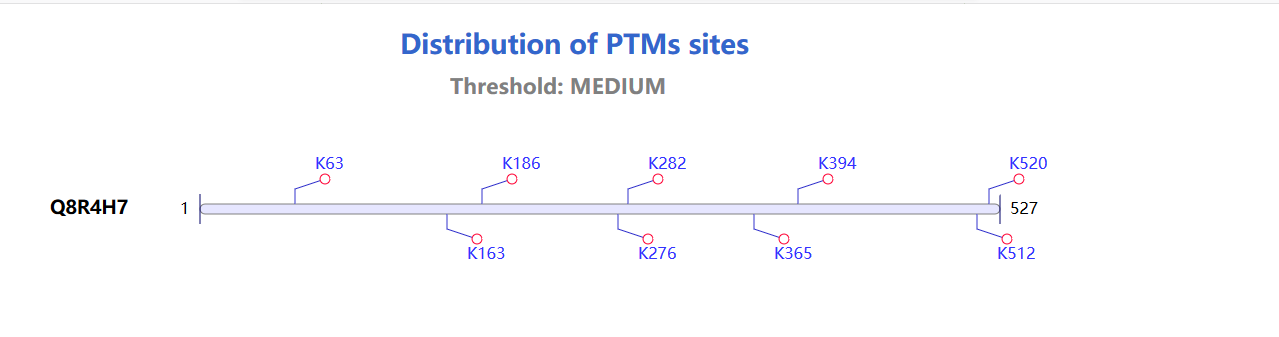 Distribution of PTMs sites
Threshold: MEDIUM
K63 K186 K282 K394 K520
Q8R4H7 1 527
K163 K276 K365 K512